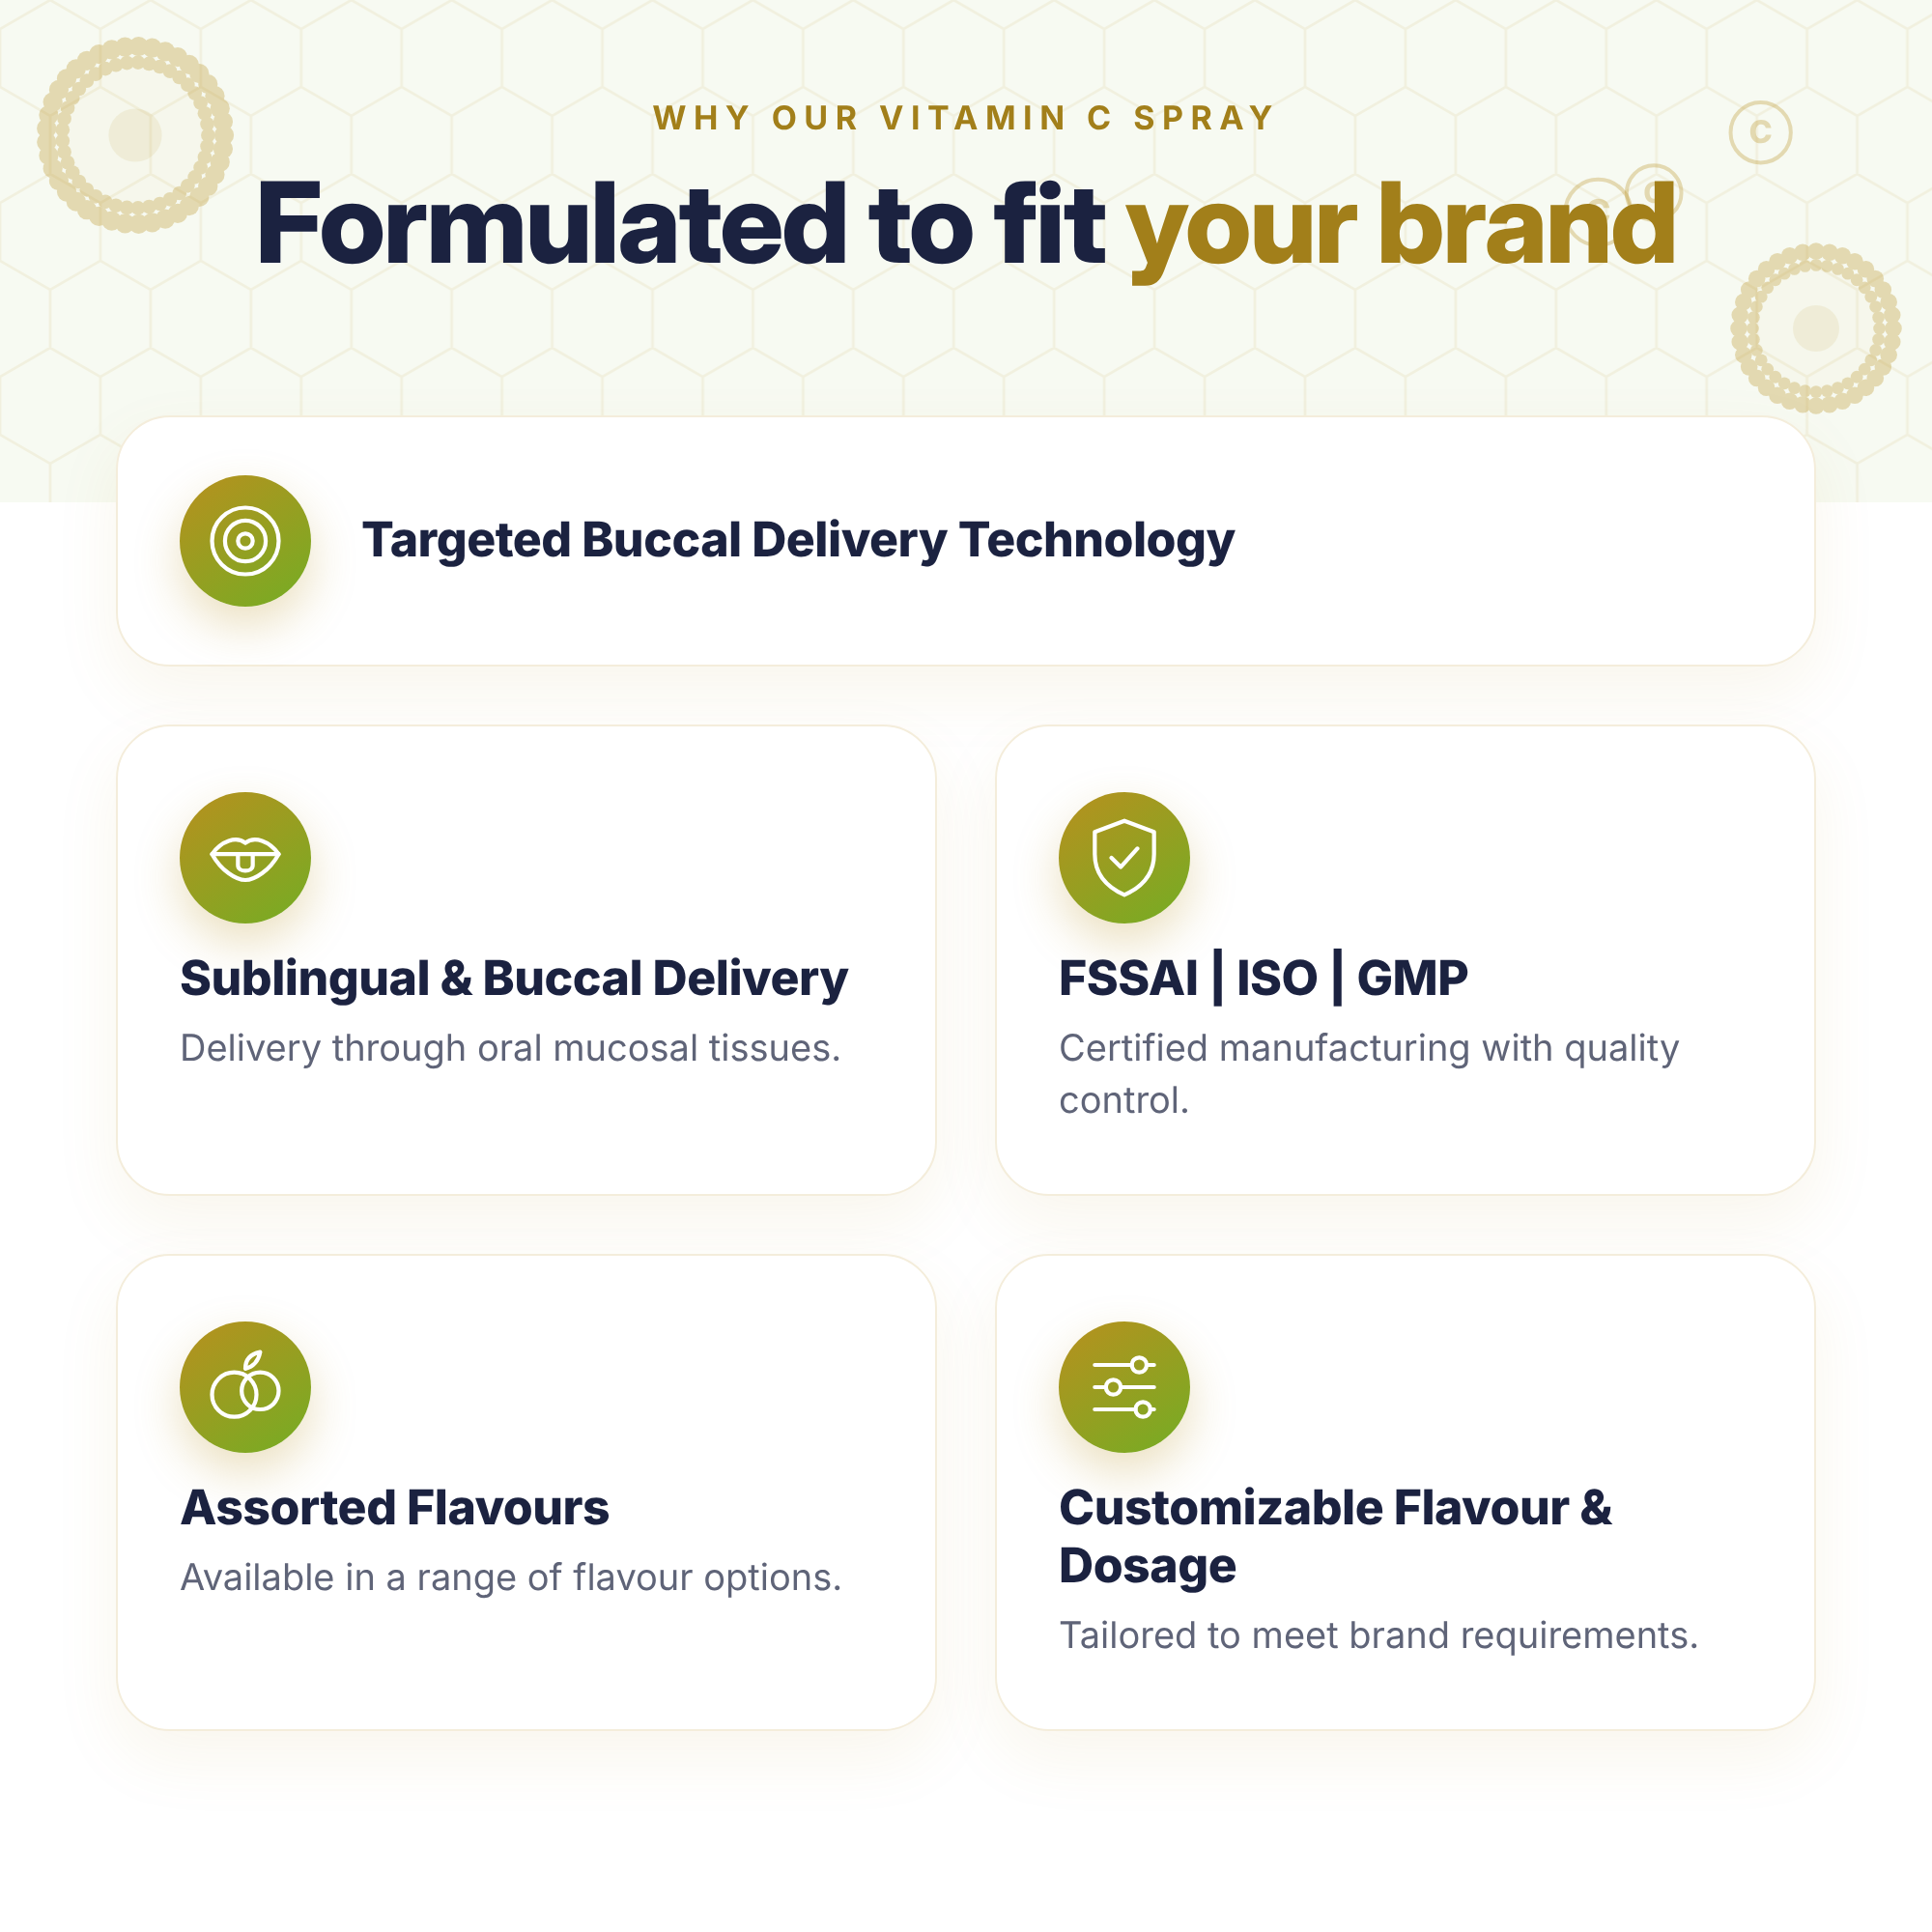 WHY OUR VITAMIN C SPRAY
C
C
C
Formulated to fit your brand
Targeted Buccal Delivery Technology
Sublingual & Buccal Delivery
Delivery through oral mucosal tissues.
FSSAI | ISO | GMP
Certified manufacturing with quality
control.
Assorted Flavours
Available in a range of flavour options.
Customizable Flavour &
Dosage
Tailored to meet brand requirements.